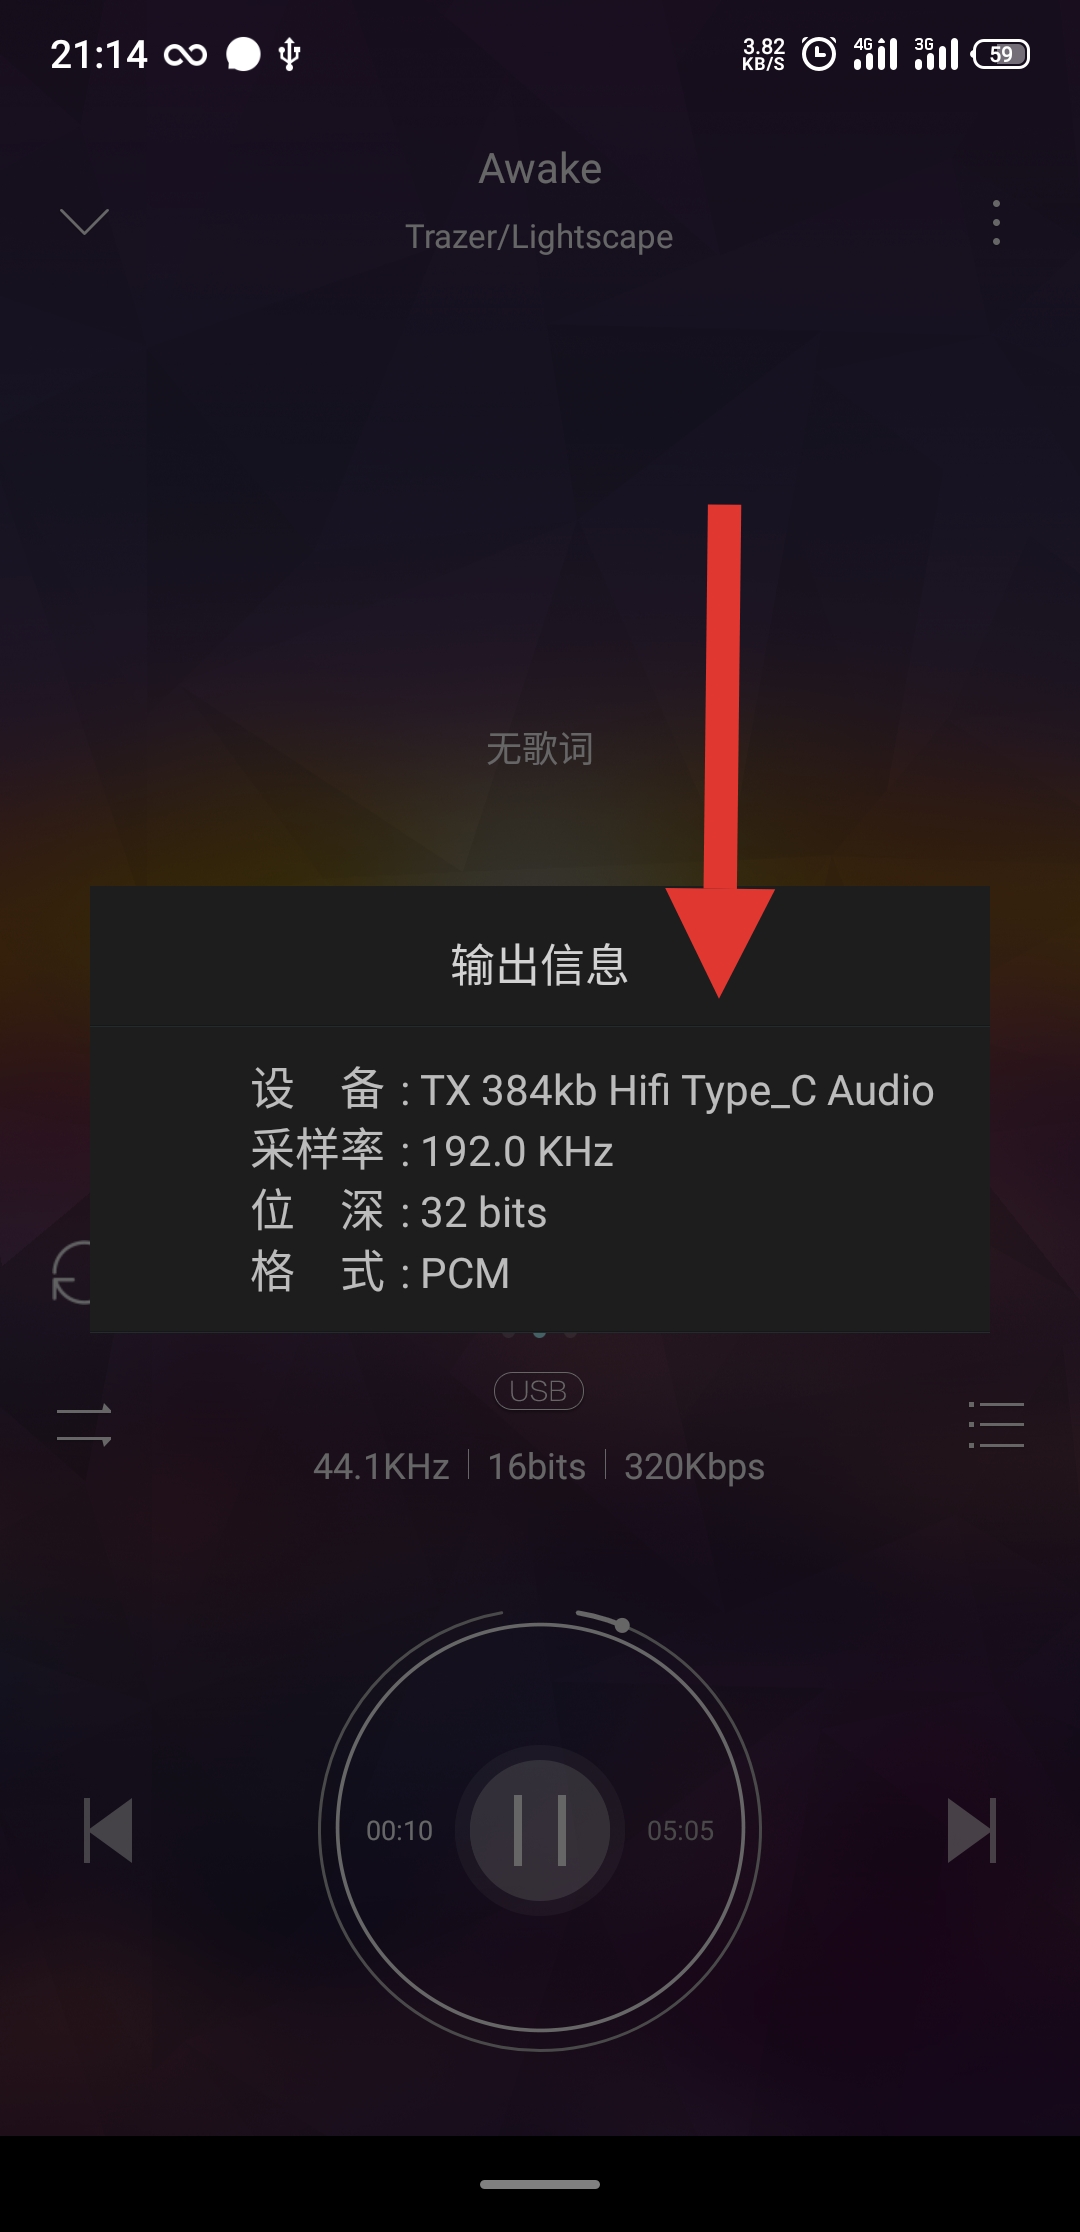 21:14
3.82 KB/S 4G 3G 59
Awake
Trazer/Lightscape
无歌词
输出信息
设 备 : TX 384kb Hifi Type_C Audio
采样率 : 192.0 KHz
位 深 : 32 bits
格 式 : PCM
USB
44.1KHz | 16bits | 320Kbps
00:10 05:05